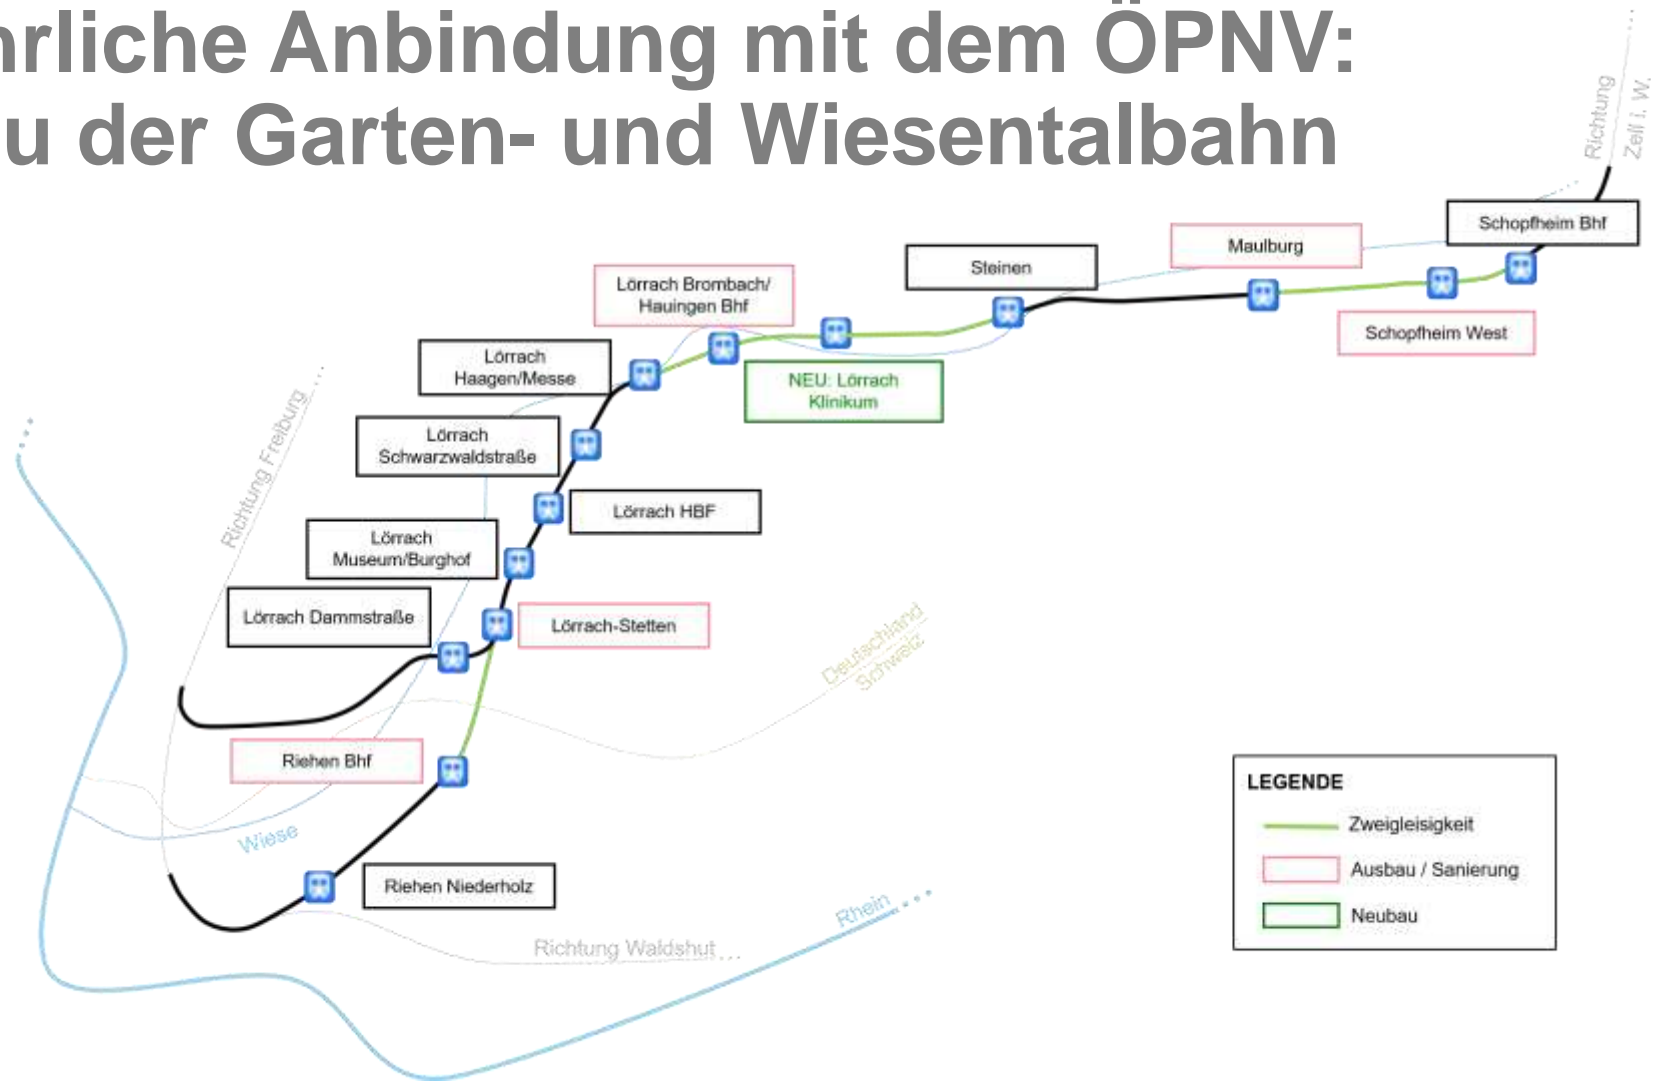 hrliche Anbindung mit dem ÖPNV:
u der Garten- und Wiesentalbahn
Richtung
Zell i. W.
Schopfheim Bhf
Maulburg
Steinen
Schopfheim West
Lörrach Brombach/
Hauingen Bhf
NEU: Lörrach
Klinikum
Lörrach
Haagen/Messe
Lörrach
Schwarzwaldstraße
Richtung Freiburg
Lörrach HBF
Lörrach
Museum/Burghof
Lörrach Dammstraße
Lörrach-Stetten
Deutschland
Schweiz
Riehen Bhf
Wiese
Riehen Niederholz
Rhein
Richtung Waldshut
LEGENDE
Zweigleisigkeit
Ausbau / Sanierung
Neubau